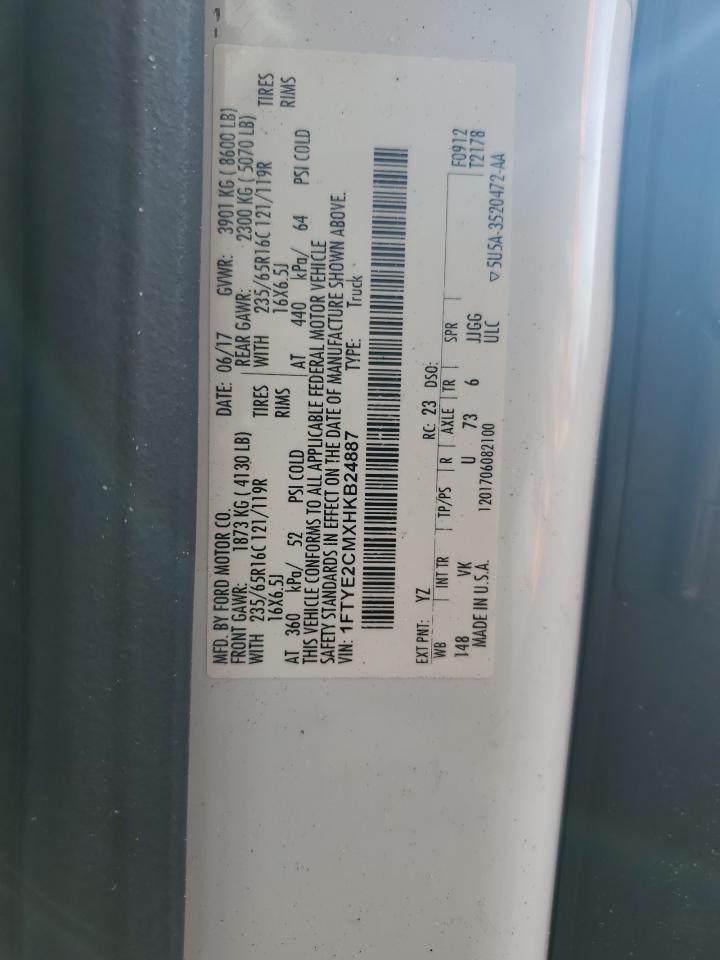 MFD. BY FORD MOTOR CO. DATE: 06/17 GVWR: 3901 KG ( 8600 LB)
FRONT GAWR: 1873 KG ( 4130 LB) REAR GAWR: 2300 KG ( 5070 LB)
WITH 235/65R16C 121/119R TIRES WITH 235/65R16C 121/119R TIRES
16X6.5J RIMS 16X6.5J RIMS
AT 360 kPa/ 52 PSI COLD AT 440 kPa/ 64 PSI COLD
THIS VEHICLE CONFORMS TO ALL APPLICABLE FEDERAL MOTOR VEHICLE
SAFETY STANDARDS IN EFFECT ON THE DATE OF MANUFACTURE SHOWN ABOVE.
VIN: 1FTYE2CMXHKB24887 TYPE: Truck
EXT PNT: YZ RC: 23 DSO: F0912
WB INT TR TP/PS R AXLE TR SPR T2178
148 VK U 73 6 JJGG
MADE IN U.S.A. 1201706082100 ULC ▽5U5A-3520472-AA